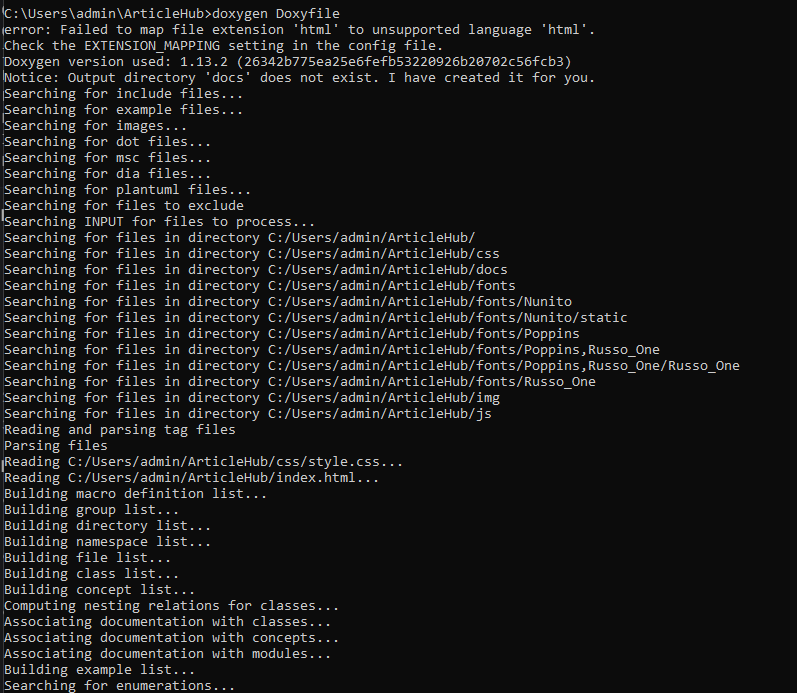 C:\Users\admin\ArticleHub>doxygen Doxyfile
error: Failed to map file extension 'html' to unsupported language 'html'.
Check the EXTENSION_MAPPING setting in the config file.
Doxygen version used: 1.13.2 (26342b775ea25e6fefb53220926b20702c56fcb3)
Notice: Output directory 'docs' does not exist. I have created it for you.
Searching for include files...
Searching for example files...
Searching for images...
Searching for dot files...
Searching for msc files...
Searching for dia files...
Searching for plantuml files...
Searching for files to exclude
Searching INPUT for files to process...
Searching for files in directory C:/Users/admin/ArticleHub/
Searching for files in directory C:/Users/admin/ArticleHub/css
Searching for files in directory C:/Users/admin/ArticleHub/docs
Searching for files in directory C:/Users/admin/ArticleHub/fonts
Searching for files in directory C:/Users/admin/ArticleHub/fonts/Nunito
Searching for files in directory C:/Users/admin/ArticleHub/fonts/Nunito/static
Searching for files in directory C:/Users/admin/ArticleHub/fonts/Poppins
Searching for files in directory C:/Users/admin/ArticleHub/fonts/Poppins,Russo_One
Searching for files in directory C:/Users/admin/ArticleHub/fonts/Poppins,Russo_One/Russo_One
Searching for files in directory C:/Users/admin/ArticleHub/fonts/Russo_One
Searching for files in directory C:/Users/admin/ArticleHub/img
Searching for files in directory C:/Users/admin/ArticleHub/js
Reading and parsing tag files
Parsing files
Reading C:/Users/admin/ArticleHub/css/style.css...
Reading C:/Users/admin/ArticleHub/index.html...
Building macro definition list...
Building group list...
Building directory list...
Building namespace list...
Building file list...
Building class list...
Building concept list...
Computing nesting relations for classes...
Associating documentation with classes...
Associating documentation with concepts...
Associating documentation with modules...
Building example list...
Searching for enumerations...